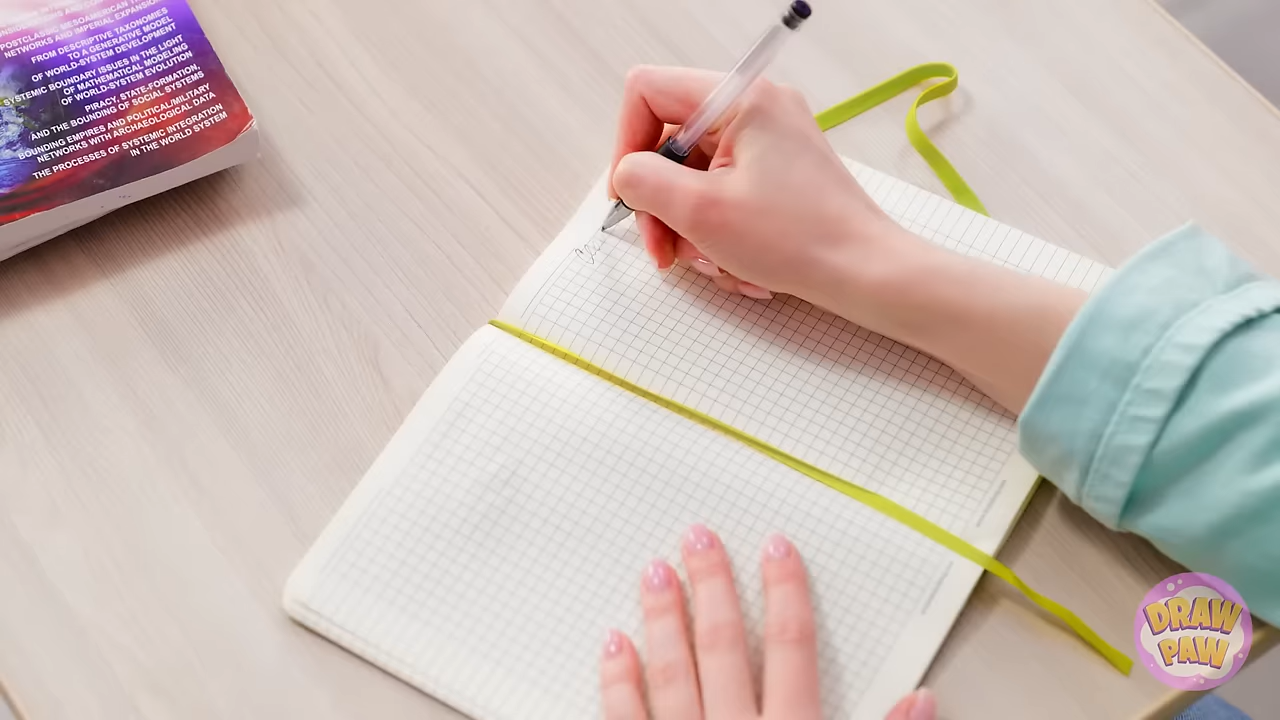 POSTCLASSIC MESOAMERICAN
NETWORKS AND IMPERIAL EXPANSION
FROM DESCRIPTIVE TAXONOMIES
TO A GENERATIVE MODEL
OF WORLD-SYSTEM DEVELOPMENT
SYSTEMIC BOUNDARY ISSUES IN THE LIGHT
OF MATHEMATICAL MODELING
OF WORLD-SYSTEM EVOLUTION
PIRACY, STATE-FORMATION,
AND THE BOUNDING OF SOCIAL SYSTEMS
BOUNDING EMPIRES AND POLITICAL/MILITARY
NETWORKS WITH ARCHAEOLOGICAL DATA
THE PROCESSES OF SYSTEMIC INTEGRATION
IN THE WORLD SYSTEM
DRAW
PAW